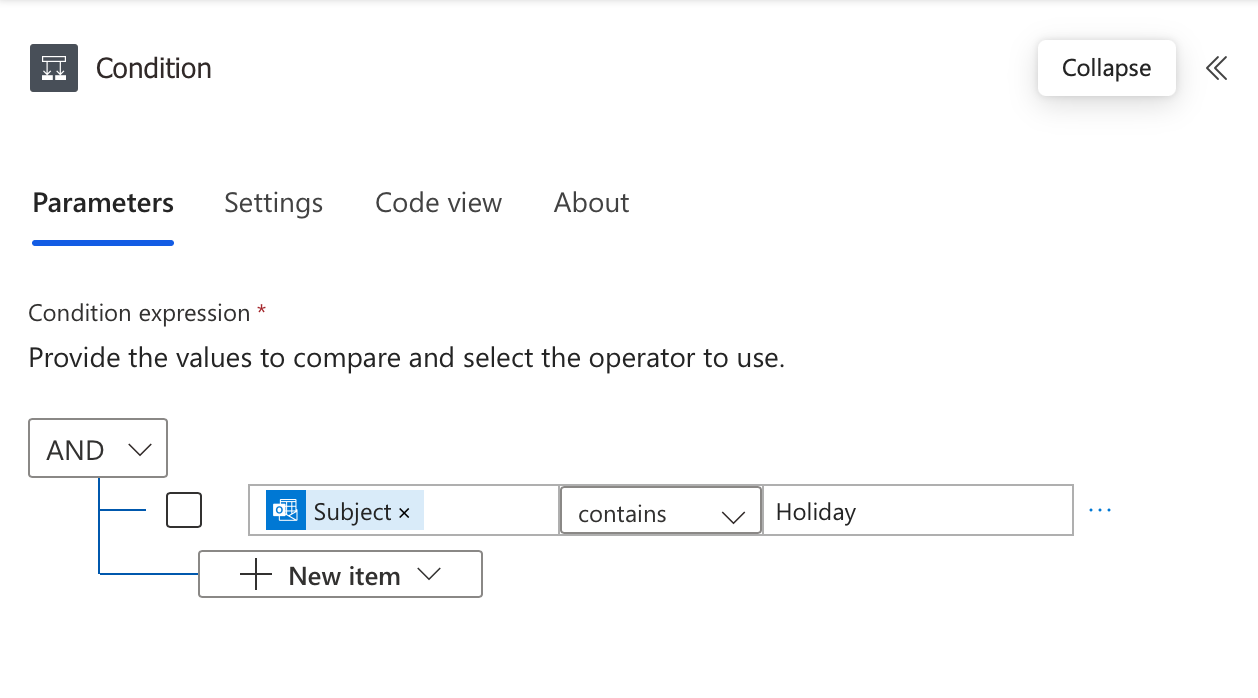 Condition
Collapse
Parameters Settings Code view About
Condition expression *
Provide the values to compare and select the operator to use.
AND
Subject × contains Holiday ...
New item